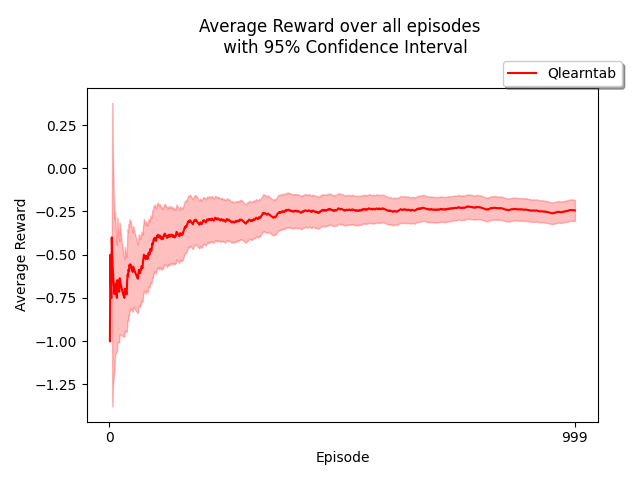 Average Reward over all episodes
with 95% Confidence Interval
Qlearntab
Average Reward
0.25
0.00
−0.25
−0.50
−0.75
−1.00
−1.25
0
999
Episode